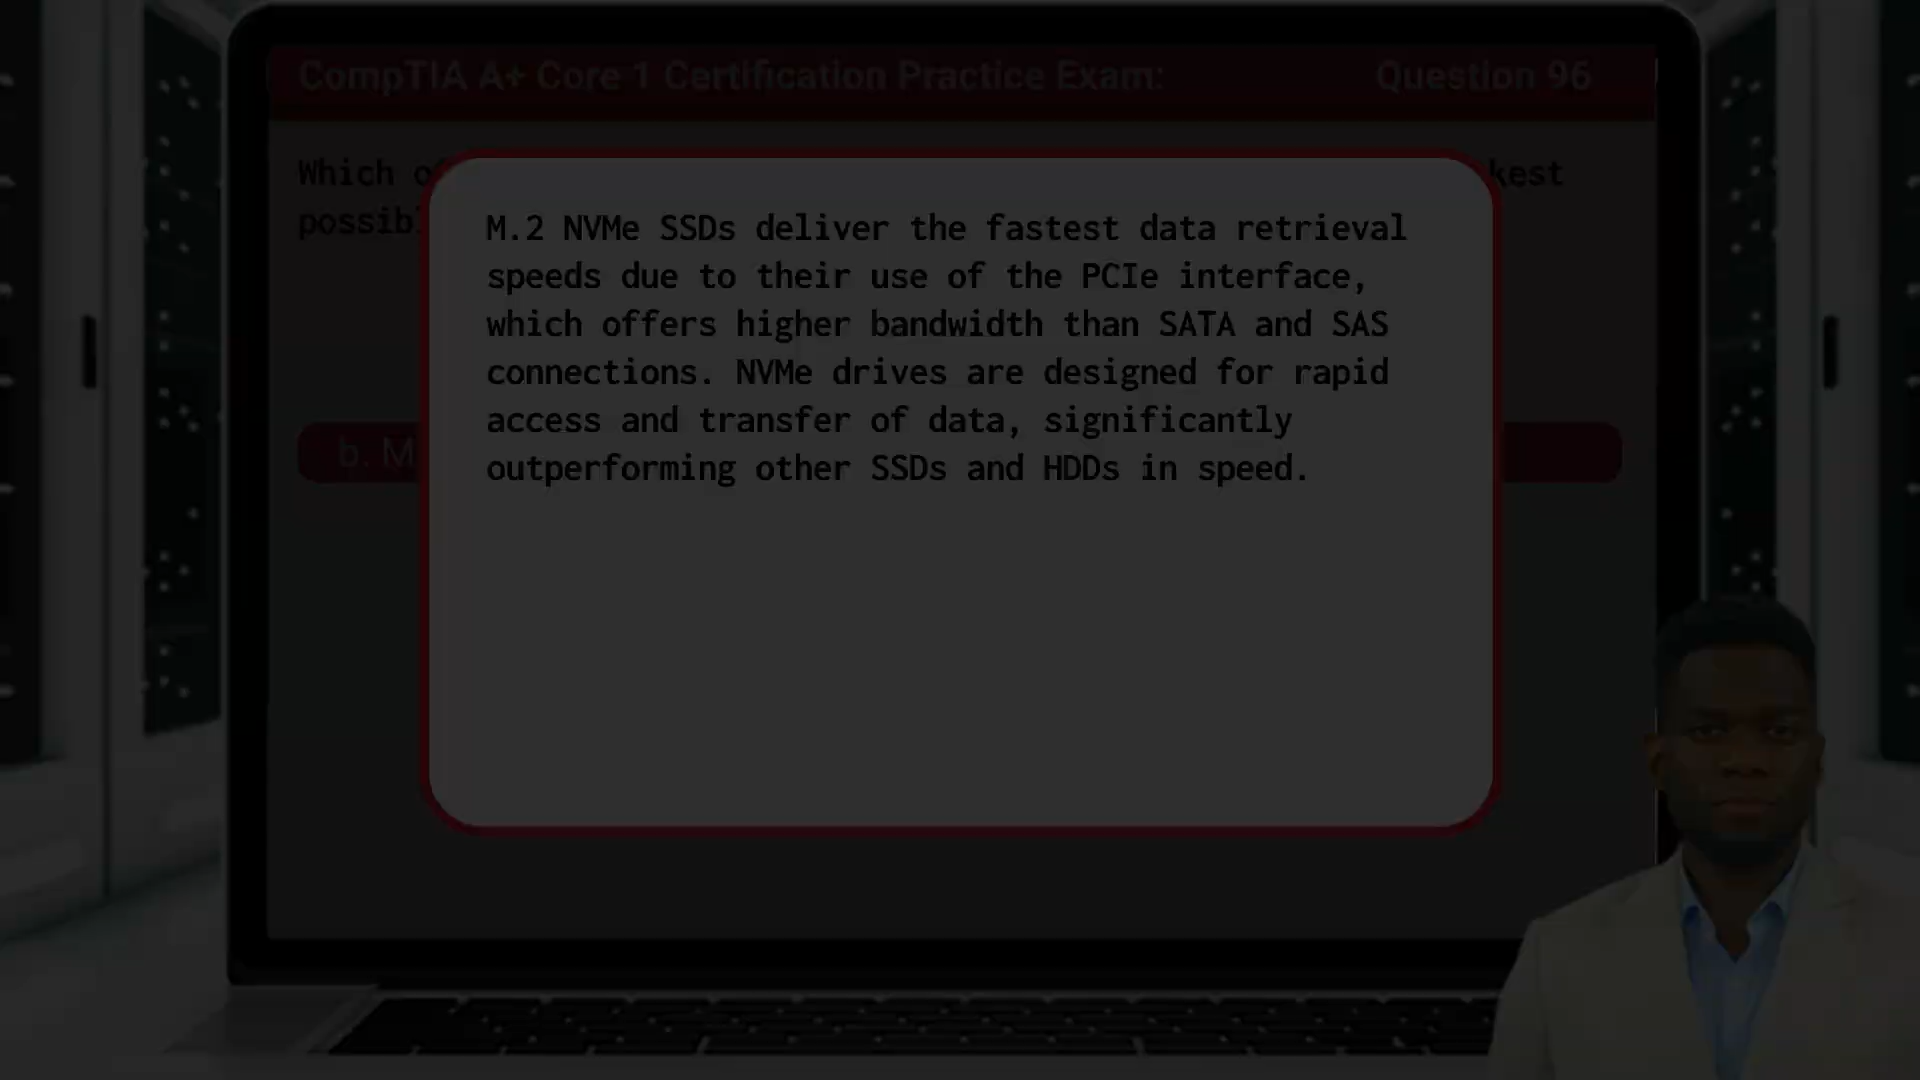 CompTIA A+ Core 1 Certification Practice Exam: Question 96
Which
possib
M.2 NVMe SSDs deliver the fastest data retrieval
speeds due to their use of the PCIe interface,
which offers higher bandwidth than SATA and SAS
connections. NVMe drives are designed for rapid
access and transfer of data, significantly
outperforming other SSDs and HDDs in speed.
b. M